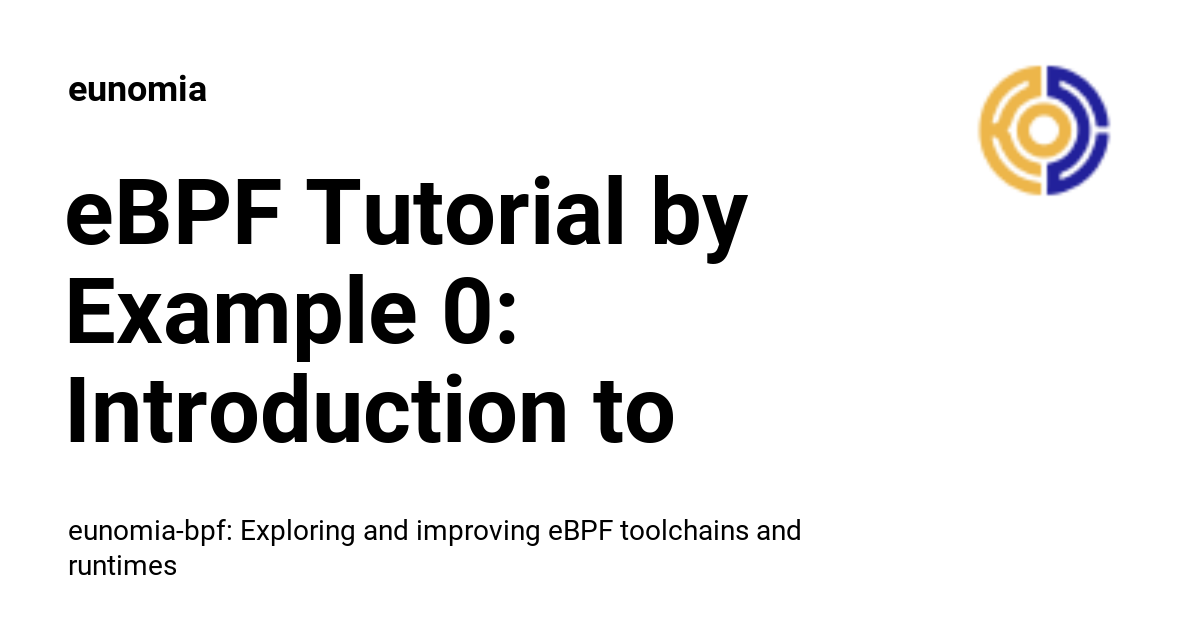 eunomia
eBPF Tutorial by
Example 0:
Introduction to
eunomia-bpf: Exploring and improving eBPF toolchains and
runtimes